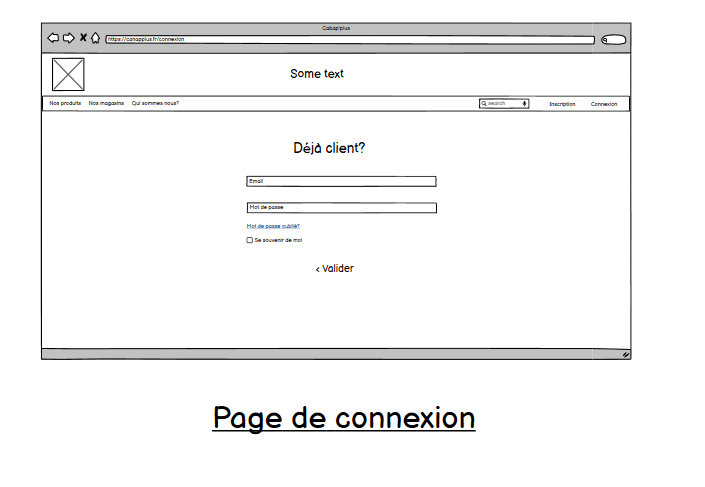 Cabap'plus
https://canapplus.fr/connexion
Some text
Nos produits Nos magasins Qui sommes nous? search Inscription Connexion
Déjà client?
Email
Mot de passe
Mot de passe oublié?
Se souvenir de moi
< Valider
Page de connexion